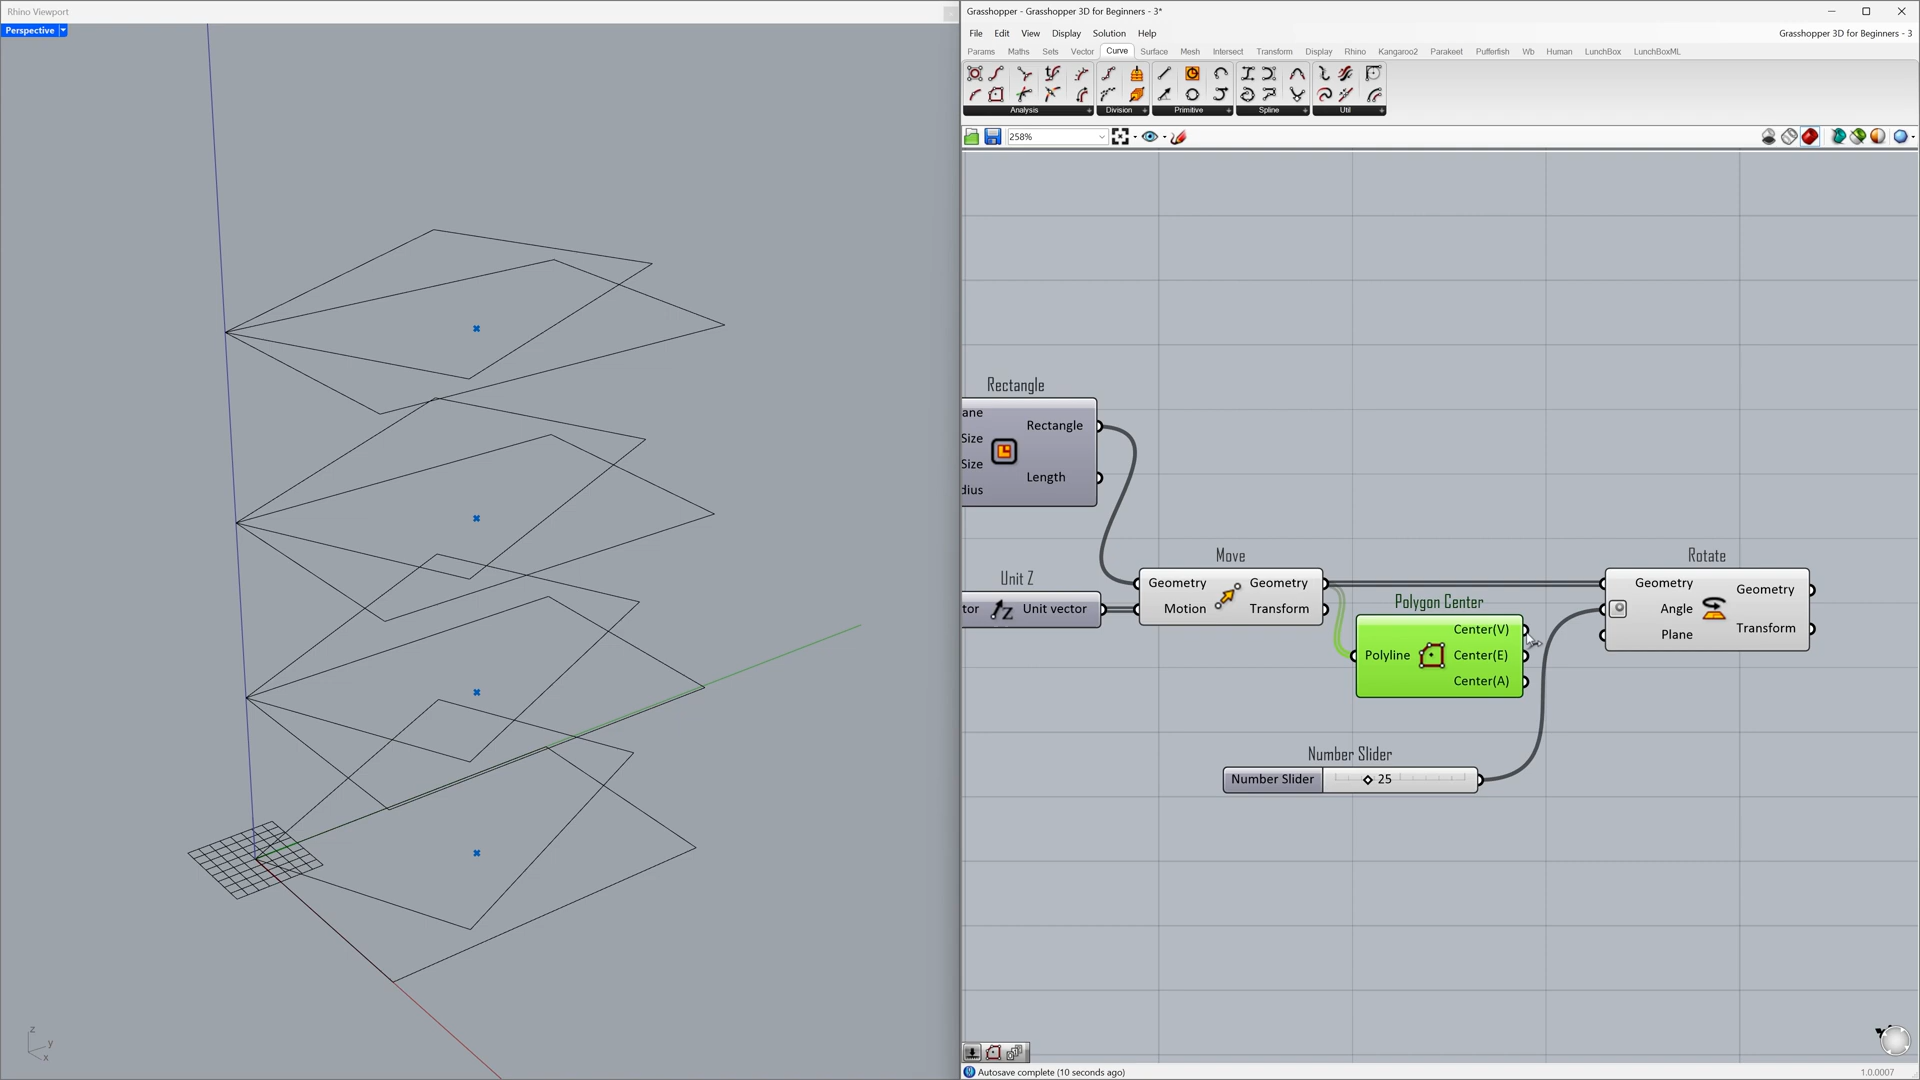 Rhino Viewport
Perspective
z
y
x
Grasshopper - Grasshopper 3D for Beginners - 3*
File Edit View Display Solution Help
Grasshopper 3D for Beginners - 3
Params Maths Sets Vector Curve Surface Mesh Intersect Transform Display Rhino Kangaroo2 Parakeet Pufferfish Wb Human LunchBox LunchBoxML
Analysis Division Primitive Spline Util
258%
Rectangle
ane
Size
Size
dius
Rectangle
Length
Unit Z
tor
Unit vector
Move
Geometry
Motion
Geometry
Transform
Polygon Center
Polyline
Center(V)
Center(E)
Center(A)
Number Slider
Number Slider
25
Rotate
Geometry
Angle
Plane
Geometry
Transform
Autosave complete (10 seconds ago)
1.0.0007